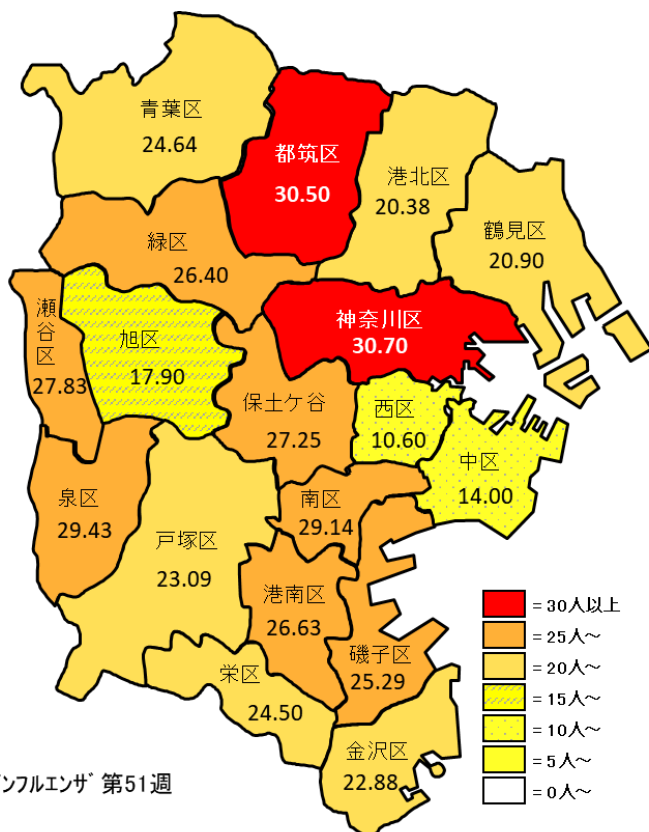 青葉区
24.64
都筑区
30.50
港北区
20.38
鶴見区
20.90
緑区
26.40
瀬谷区
27.83
旭区
17.90
神奈川区
30.70
保土ケ谷
27.25
西区
10.60
中区
14.00
泉区
29.43
戸塚区
23.09
南区
29.14
港南区
26.63
磯子区
25.29
栄区
24.50
金沢区
22.88
=30人以上
=25人～
=20人～
=15人～
=10人～
=5人～
=0人～
ンフルエンザ 第51週